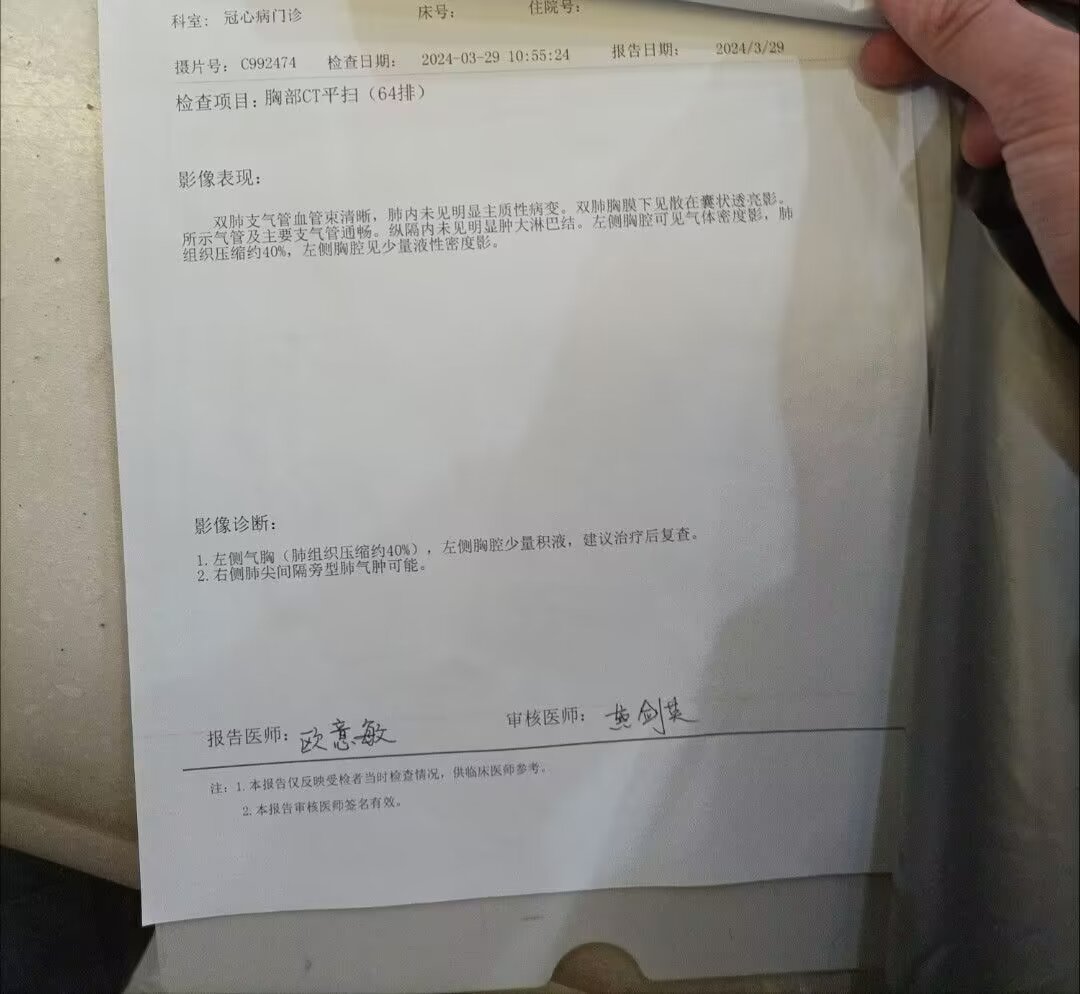 科室: 冠心病门诊 床号: 住院号:
摄片号: C992474 检查日期: 2024-03-29 10:55:24 报告日期: 2024/3/29
检查项目: 胸部CT平扫（64排）
影像表现:
双肺支气管血管束清晰，肺内未见明显主质性病变。双肺胸膜下见散在囊状透亮影。
所示气管及主要支气管通畅。纵隔内未见明显肿大淋巴结。左侧胸腔可见气体密度影，肺
组织压缩约40%，左侧胸腔见少量液性密度影。
影像诊断:
1.左侧气胸（肺组织压缩约40%），左侧胸腔少量积液，建议治疗后复查。
2.右侧肺尖间隔旁型肺气肿可能。
报告医师: 欧意敏 审核医师:
注: 1.本报告仅反映受检者当时检查情况，供临床医师参考。
2.本报告审核医师签名有效。